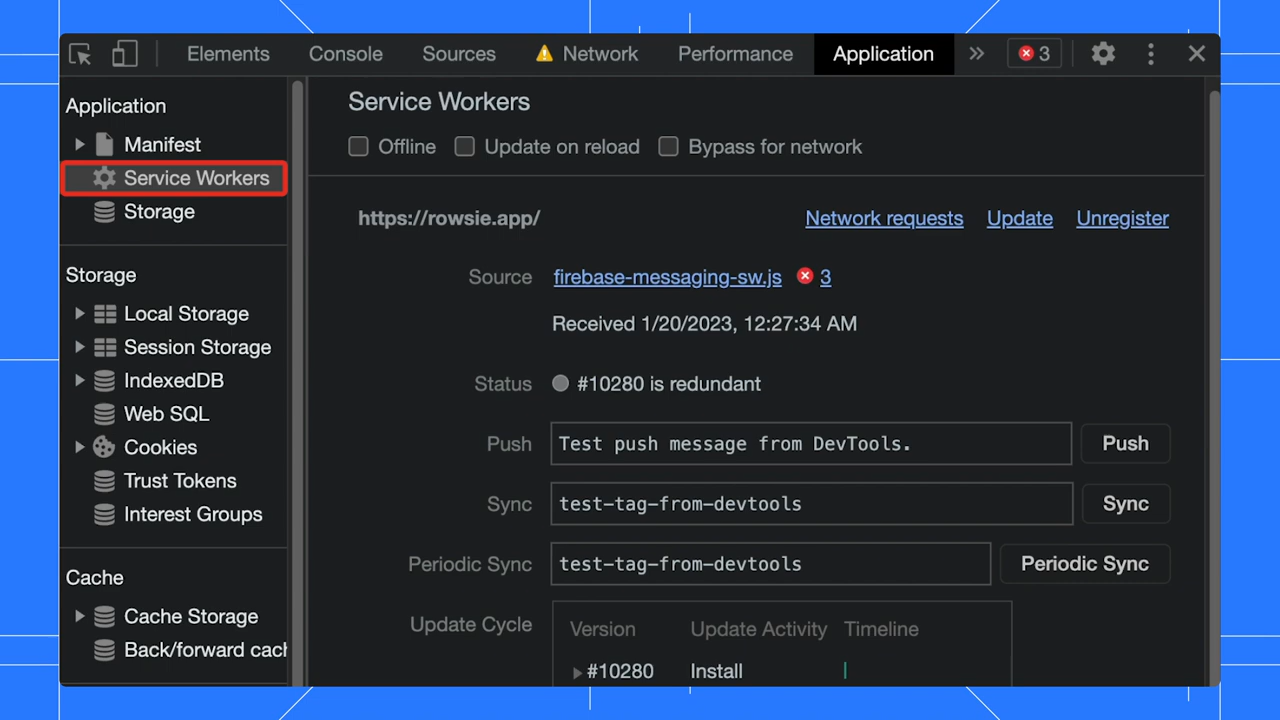 Elements Console Sources Network Performance Application 3
Application
Manifest
Service Workers
Storage
Storage
Local Storage
Session Storage
IndexedDB
Web SQL
Cookies
Trust Tokens
Interest Groups
Cache
Cache Storage
Back/forward cach
Service Workers
Offline Update on reload Bypass for network
https://rowsie.app/ Network requests Update Unregister
Source firebase-messaging-sw.js 3
Received 1/20/2023, 12:27:34 AM
Status #10280 is redundant
Push Test push message from DevTools. Push
Sync test-tag-from-devtools Sync
Periodic Sync test-tag-from-devtools Periodic Sync
Update Cycle Version Update Activity Timeline
#10280 Install